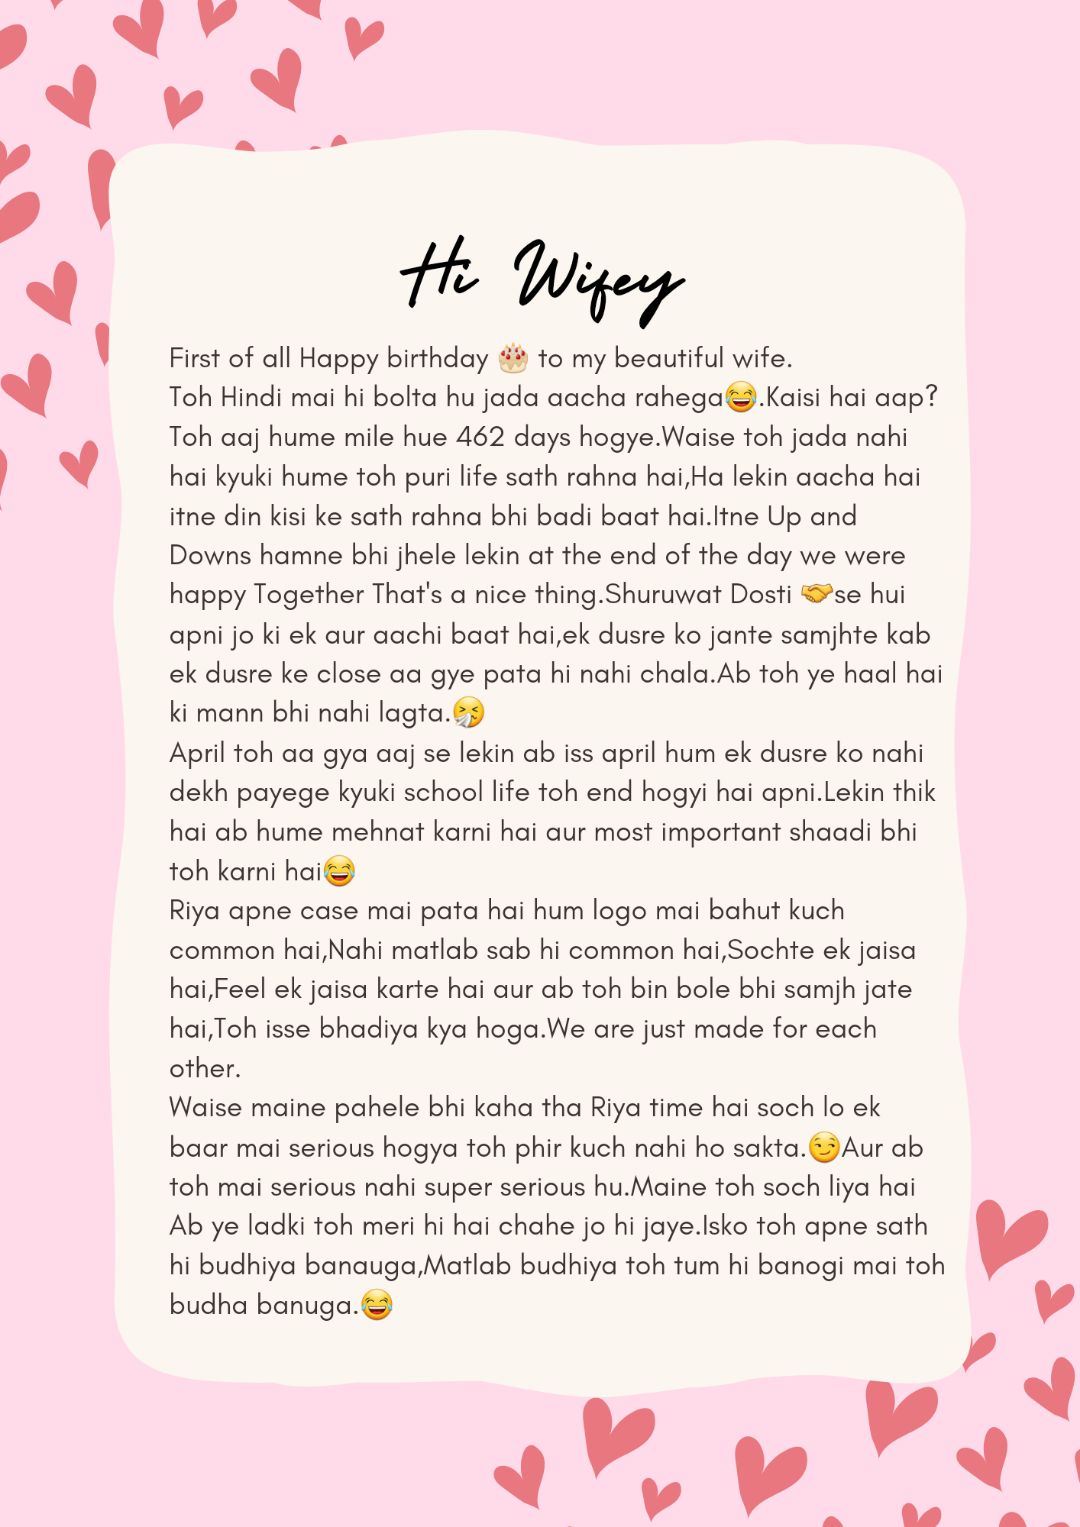 Hi Wifey
First of all Happy birthday 🎂 to my beautiful wife.
Toh Hindi mai hi bolta hu jada aacha rahega😂.Kaisi hai aap?
Toh aaj hume mile hue 462 days hogye.Waise toh jada nahi
hai kyuki hume toh puri life sath rahna hai,Ha lekin aacha hai
itne din kisi ke sath rahna bhi badi baat hai.Itne Up and
Downs hamne bhi jhele lekin at the end of the day we were
happy Together That's a nice thing.Shuruwat Dosti 🤝se hui
apni jo ki ek aur aachi baat hai,ek dusre ko jante samjhte kab
ek dusre ke close aa gye pata hi nahi chala.Ab toh ye haal hai
ki mann bhi nahi lagta.🤧
April toh aa gya aaj se lekin ab iss april hum ek dusre ko nahi
dekh payege kyuki school life toh end hogyi hai apni.Lekin thik
hai ab hume mehnat karni hai aur most important shaadi bhi
toh karni hai😂
Riya apne case mai pata hai hum logo mai bahut kuch
common hai,Nahi matlab sab hi common hai,Sochte ek jaisa
hai,Feel ek jaisa karte hai aur ab toh bin bole bhi samjh jate
hai,Toh isse bhadiya kya hoga.We are just made for each
other.
Waise maine pahele bhi kaha tha Riya time hai soch lo ek
baar mai serious hogya toh phir kuch nahi ho sakta.😏Aur ab
toh mai serious nahi super serious hu.Maine toh soch liya hai
Ab ye ladki toh meri hi hai chahe jo hi jaye.Isko toh apne sath
hi budhiya banauga,Matlab budhiya toh tum hi banogi mai toh
budha banuga.😂